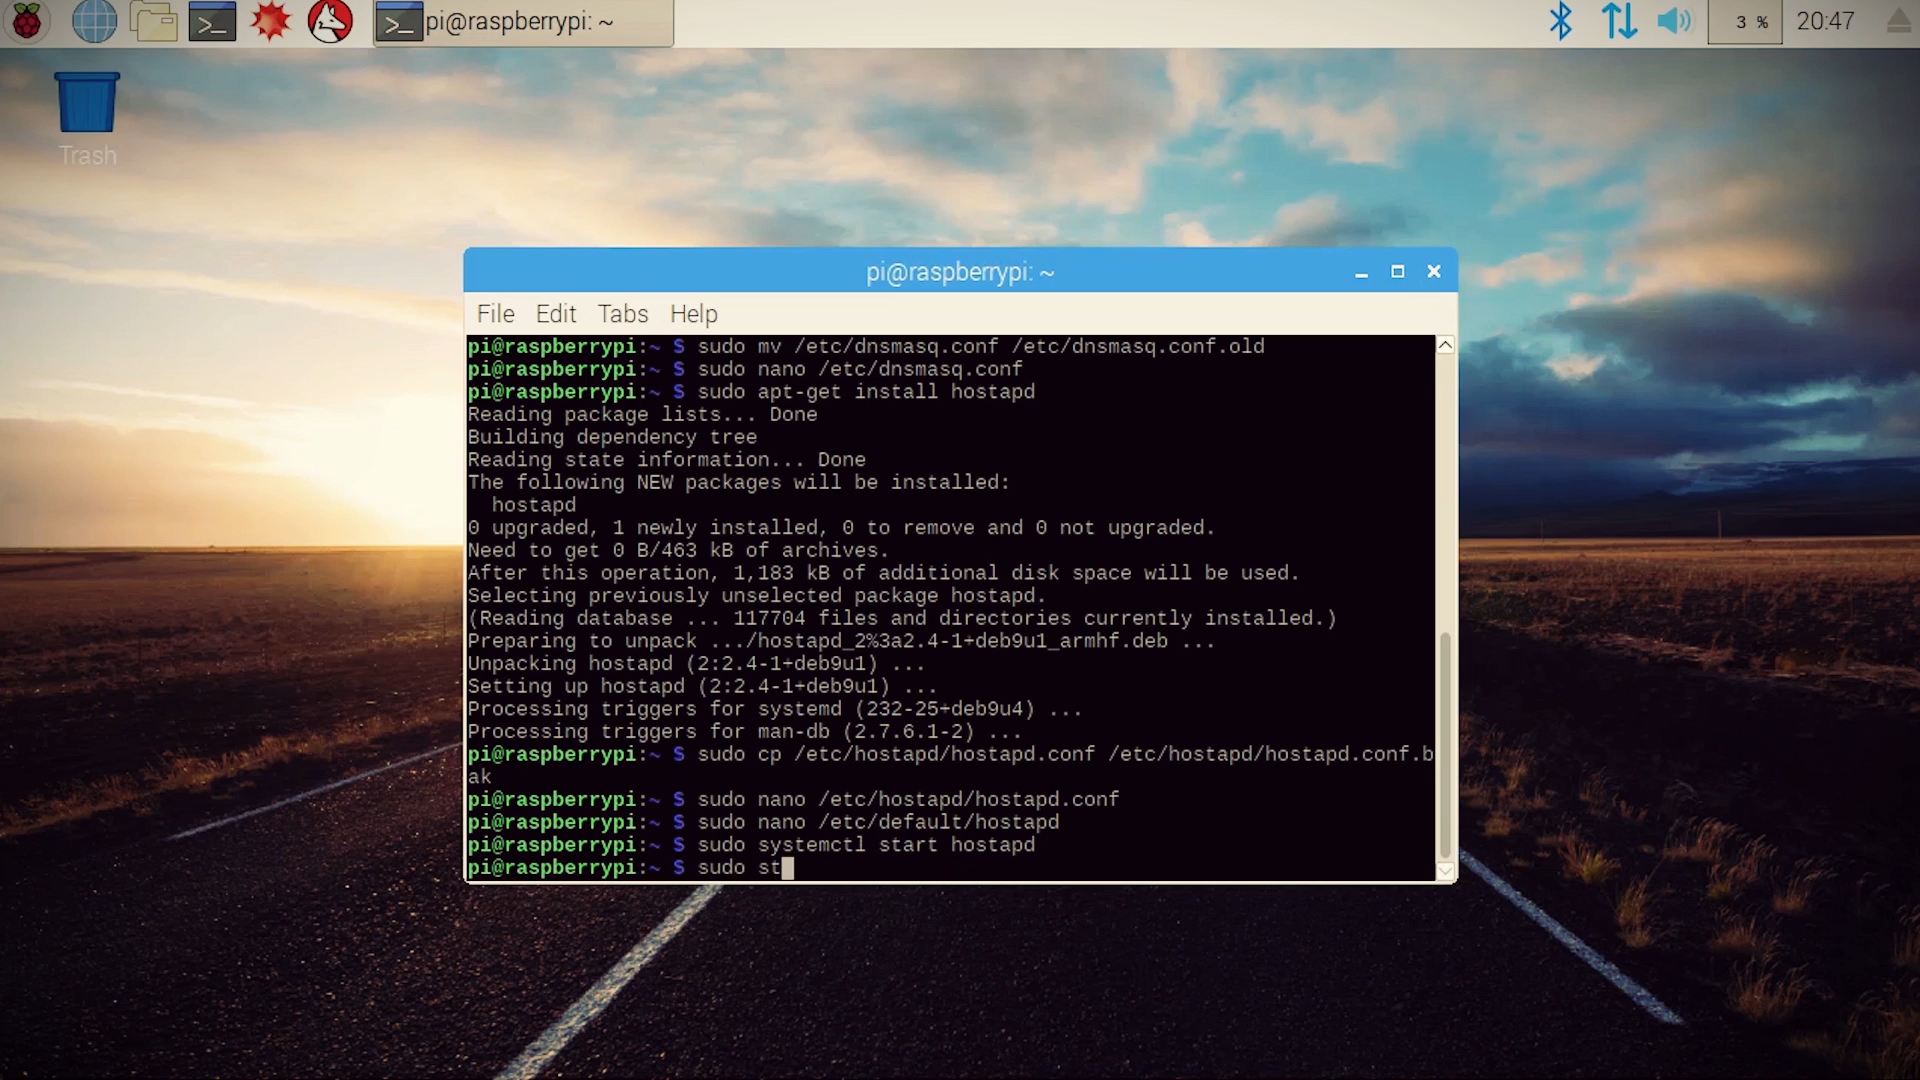 pi@raspberrypi: ~
3 %
20:47
Trash
pi@raspberrypi: ~
File Edit Tabs Help
pi@raspberrypi:~ $ sudo mv /etc/dnsmasq.conf /etc/dnsmasq.conf.old
pi@raspberrypi:~ $ sudo nano /etc/dnsmasq.conf
pi@raspberrypi:~ $ sudo apt-get install hostapd
Reading package lists... Done
Building dependency tree
Reading state information... Done
The following NEW packages will be installed:
  hostapd
0 upgraded, 1 newly installed, 0 to remove and 0 not upgraded.
Need to get 0 B/463 kB of archives.
After this operation, 1,183 kB of additional disk space will be used.
Selecting previously unselected package hostapd.
(Reading database ... 117704 files and directories currently installed.)
Preparing to unpack .../hostapd_2%3a2.4-1+deb9u1_armhf.deb ...
Unpacking hostapd (2:2.4-1+deb9u1) ...
Setting up hostapd (2:2.4-1+deb9u1) ...
Processing triggers for systemd (232-25+deb9u4) ...
Processing triggers for man-db (2.7.6.1-2) ...
pi@raspberrypi:~ $ sudo cp /etc/hostapd/hostapd.conf /etc/hostapd/hostapd.conf.b
ak
pi@raspberrypi:~ $ sudo nano /etc/hostapd/hostapd.conf
pi@raspberrypi:~ $ sudo nano /etc/default/hostapd
pi@raspberrypi:~ $ sudo systemctl start hostapd
pi@raspberrypi:~ $ sudo st